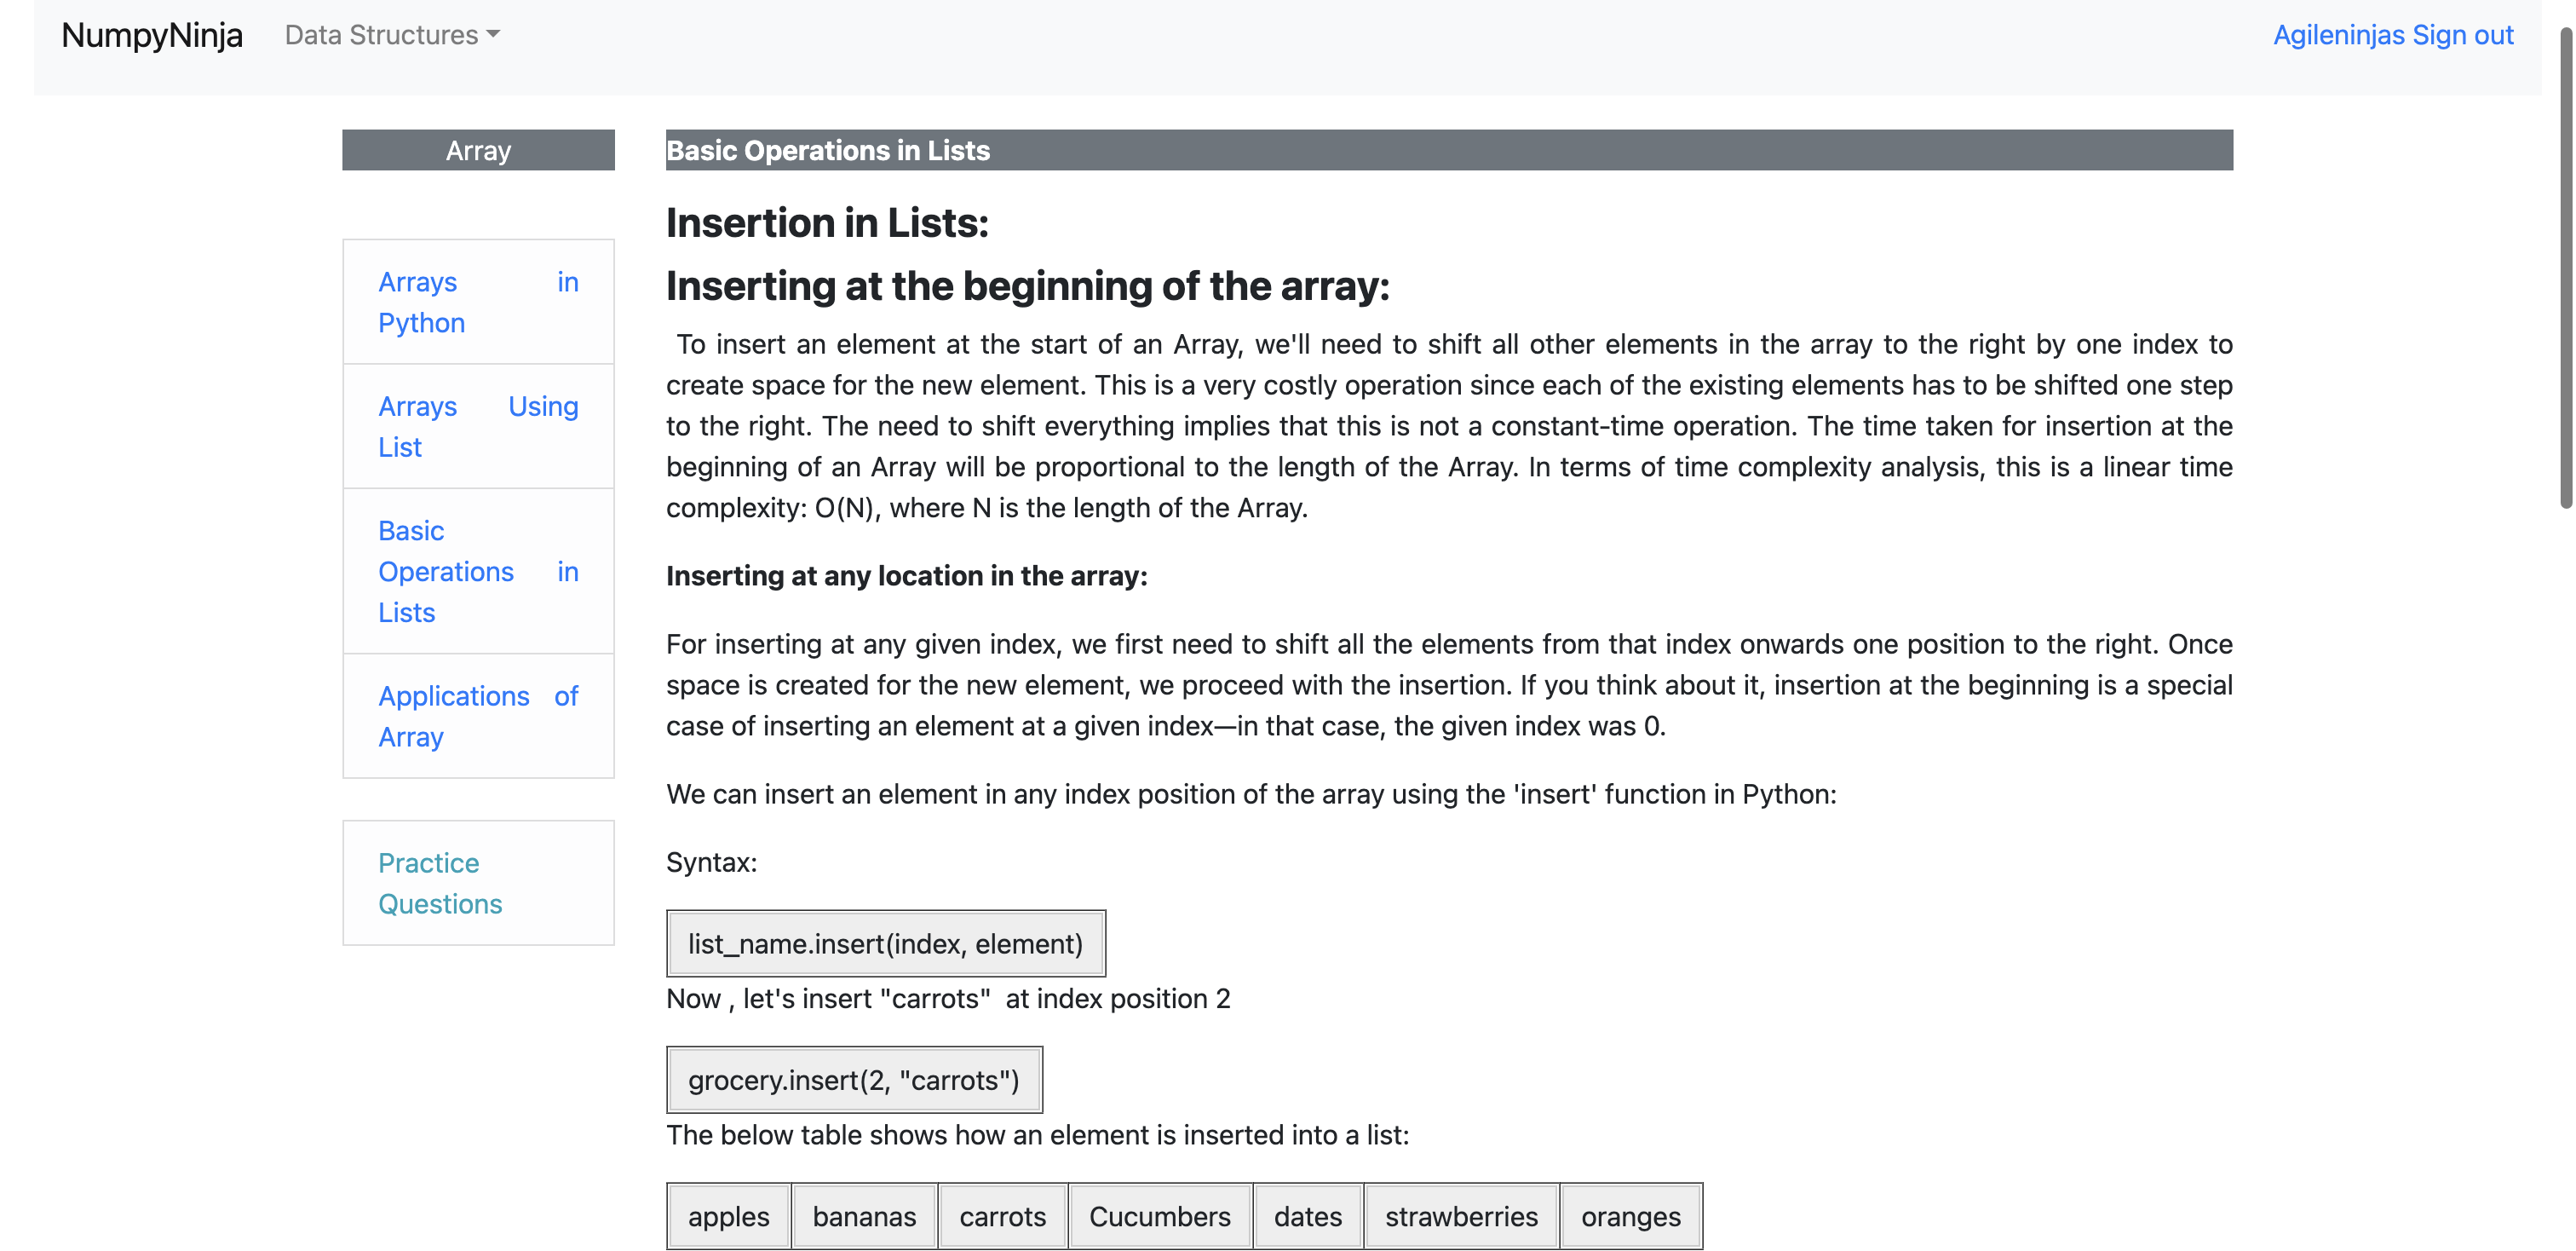 NumpyNinja Data Structures Agileninjas Sign out
Array
Arrays in
Python
Arrays Using
List
Basic
Operations in
Lists
Applications of
Array
Practice
Questions
Basic Operations in Lists
Insertion in Lists:
Inserting at the beginning of the array:
To insert an element at the start of an Array, we'll need to shift all other elements in the array to the right by one index to
create space for the new element. This is a very costly operation since each of the existing elements has to be shifted one step
to the right. The need to shift everything implies that this is not a constant-time operation. The time taken for insertion at the
beginning of an Array will be proportional to the length of the Array. In terms of time complexity analysis, this is a linear time
complexity: O(N), where N is the length of the Array.
Inserting at any location in the array:
For inserting at any given index, we first need to shift all the elements from that index onwards one position to the right. Once
space is created for the new element, we proceed with the insertion. If you think about it, insertion at the beginning is a special
case of inserting an element at a given index—in that case, the given index was 0.
We can insert an element in any index position of the array using the 'insert' function in Python:
Syntax:
list_name.insert(index, element)
Now , let's insert "carrots"  at index position 2
grocery.insert(2, "carrots")
The below table shows how an element is inserted into a list:
apples bananas carrots Cucumbers dates strawberries oranges